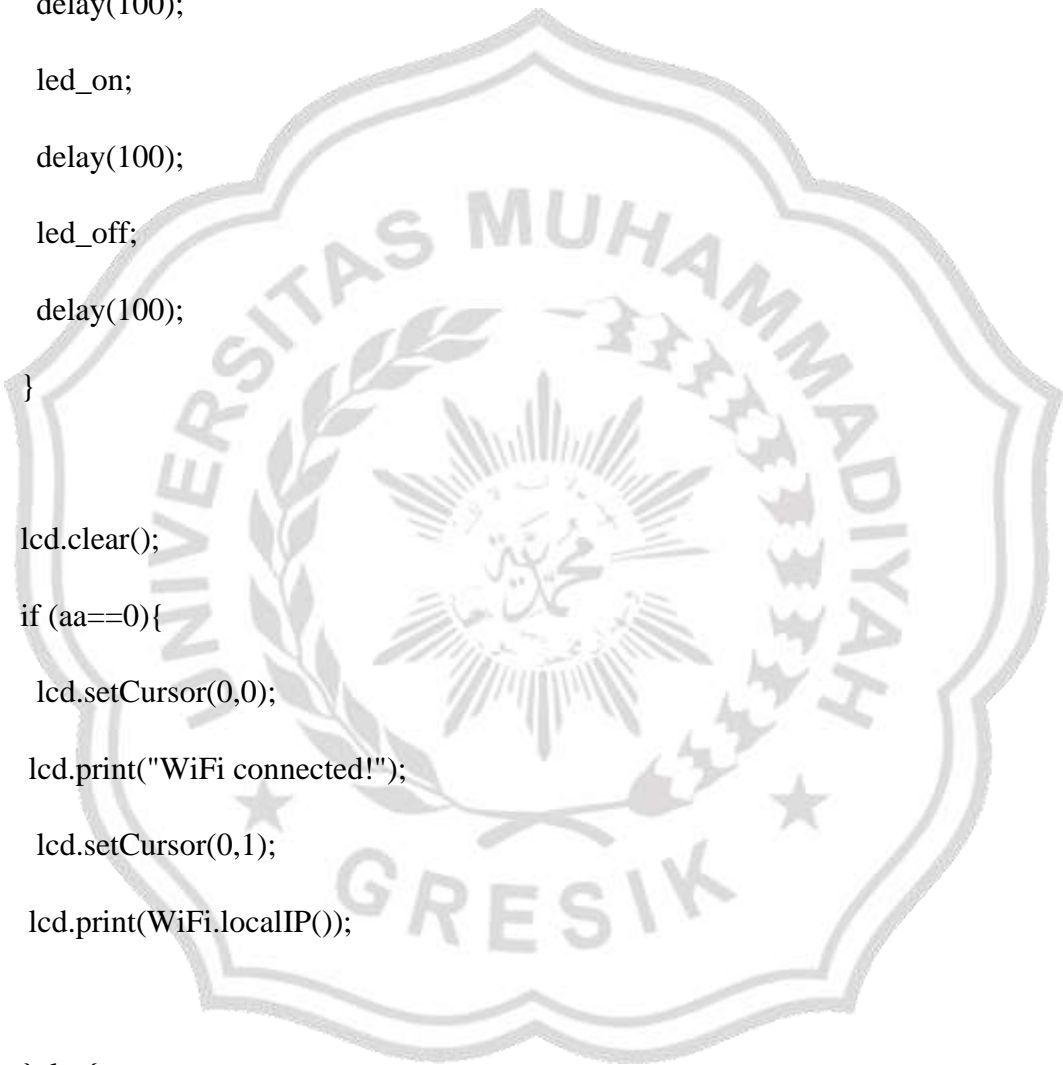 delay(100);
led_on;
delay(100);
led_off;
delay(100);
}
lcd.clear();
if (aa==0){
lcd.setCursor(0,0);
lcd.print("WiFi connected!");
lcd.setCursor(0,1);
lcd.print(WiFi.localIP());
UNIVERSITAS MUHAMMADIYAH
GRESIK
محمد